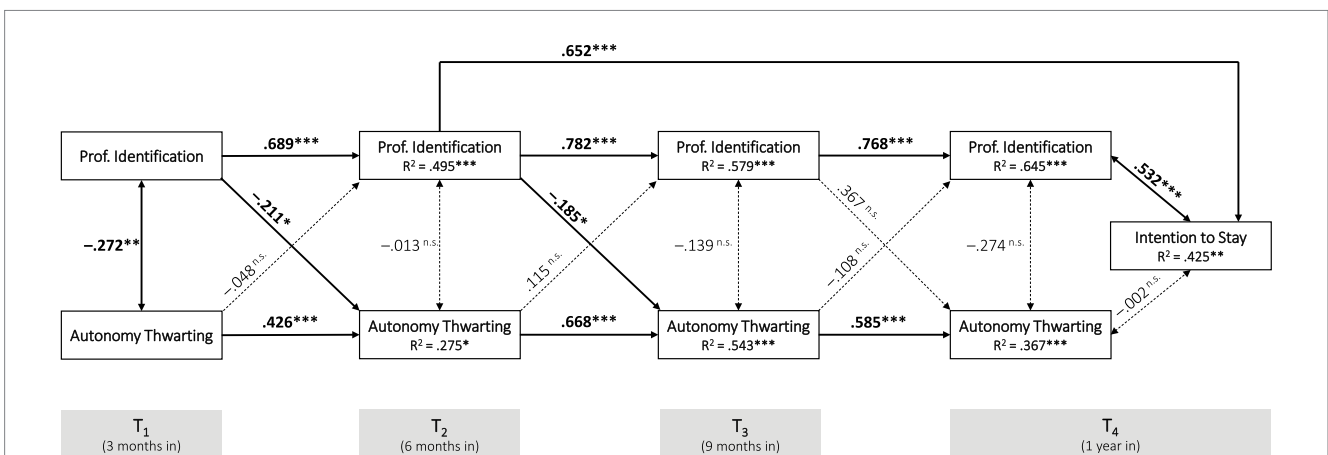 .652***
.689***
.782***
.768***
Prof. Identification
Prof. Identification
R² = .495***
Prof. Identification
R² = .579***
Prof. Identification
R² = .645***
.532***
−.211*
−.185*
.367 n.s.
−.272**
−.013 n.s.
−.139 n.s.
−.274 n.s.
Intention to Stay
R² = .425**
−.048 n.s.
.115 n.s.
−.108 n.s.
−.002 n.s.
.426***
.668***
.585***
Autonomy Thwarting
Autonomy Thwarting
R² = .275*
Autonomy Thwarting
R² = .543***
Autonomy Thwarting
R² = .367***
T₁
(3 months in)
T₂
(6 months in)
T₃
(9 months in)
T₄
(1 year in)